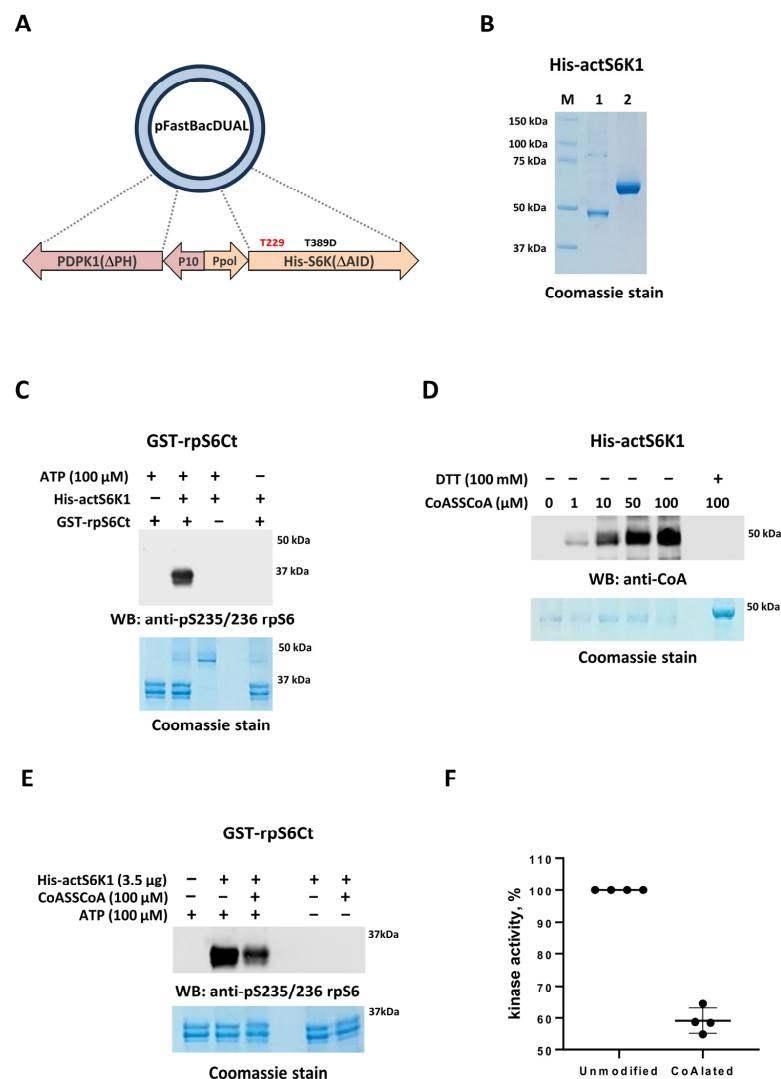 A
pFastBacDUAL
T229 T389D
PDPK1(ΔPH) P10 Ppol His-S6K(ΔAID)
B
His-actS6K1
M 1 2
150 kDa
100 kDa
75 kDa
50 kDa
37 kDa
Coomassie stain
C
GST-rpS6Ct
ATP (100 μM) + + + −
His-actS6K1 − + + +
GST-rpS6Ct + + − +
50 kDa
37 kDa
WB: anti-pS235/236 rpS6
50 kDa
37 kDa
Coomassie stain
D
His-actS6K1
DTT (100 mM) − − − − − +
CoASSCoA (μM) 0 1 10 50 100 100
50 kDa
WB: anti-CoA
50 kDa
Coomassie stain
E
GST-rpS6Ct
His-actS6K1 (3.5 μg) − + + + +
CoASSCoA (100 μM) − − + − +
ATP (100 μM) + + + − −
37kDa
WB: anti-pS235/236 rpS6
37kDa
Coomassie stain
F
kinase activity, %
110
100
90
80
70
60
50
Unmodified CoAlated